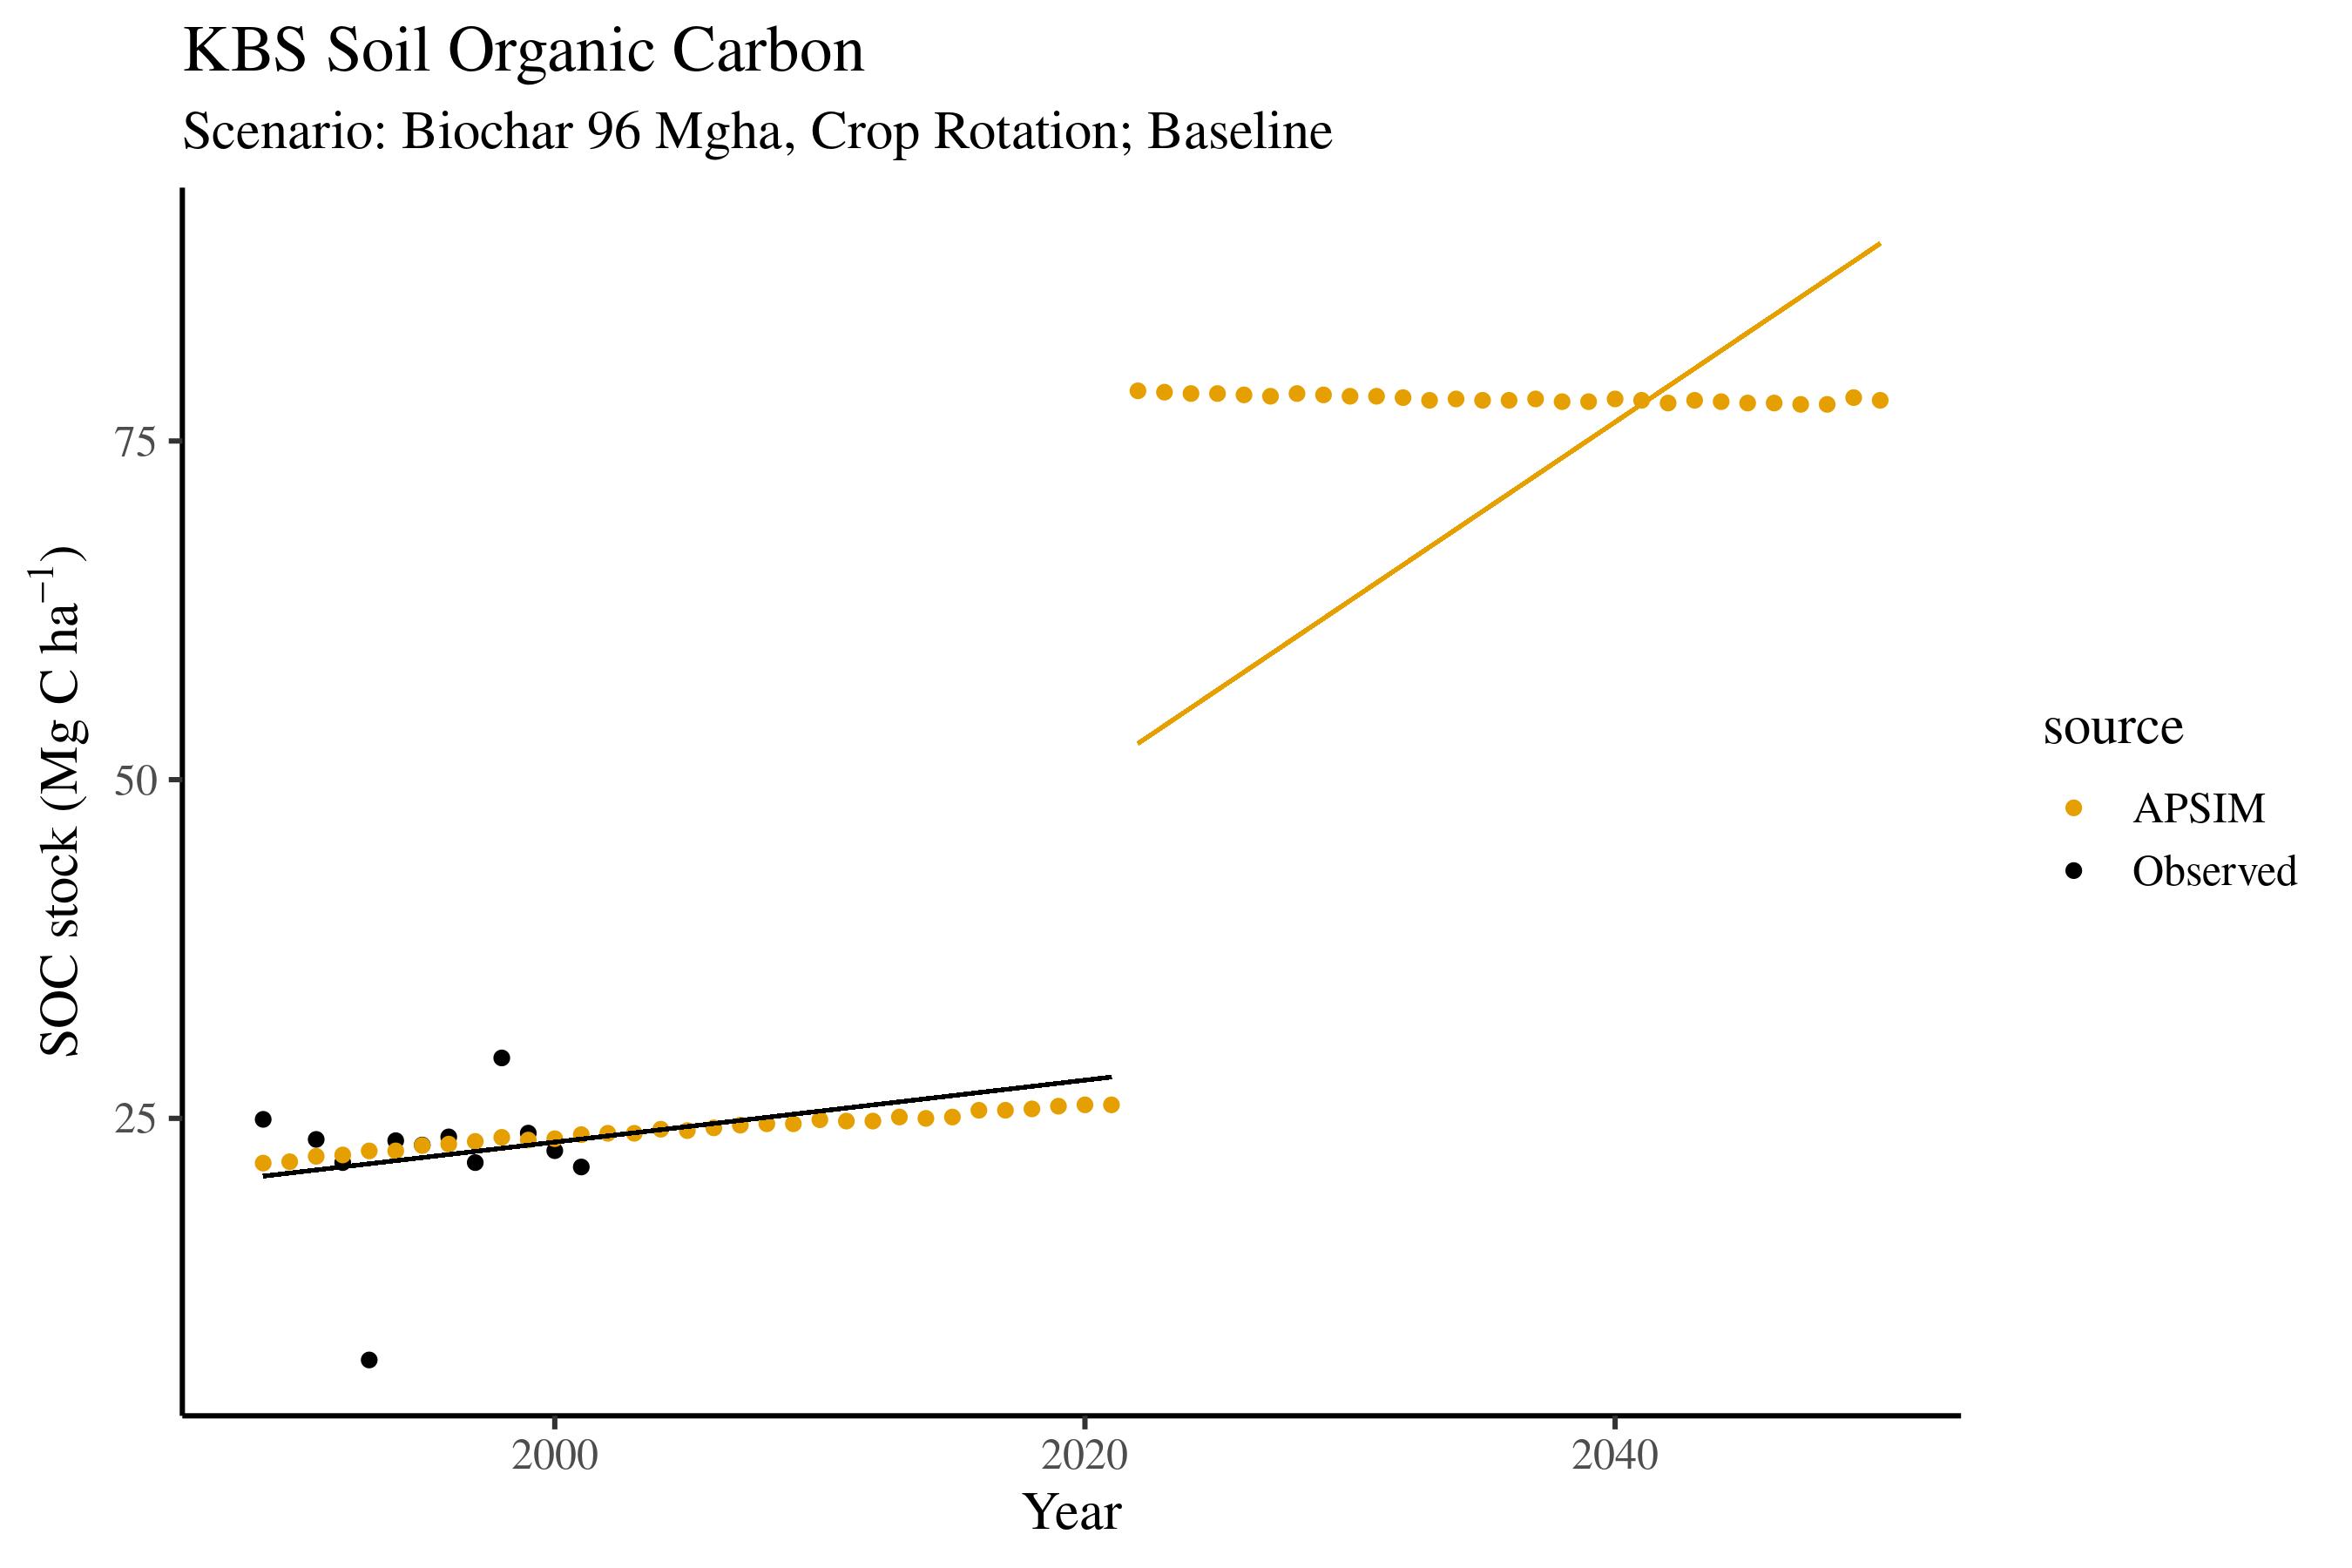 KBS Soil Organic Carbon
Scenario: Biochar 96 Mgha, Crop Rotation; Baseline
SOC stock (Mg C ha⁻¹)
75
50
25
2000
2020
2040
Year
source
APSIM
Observed